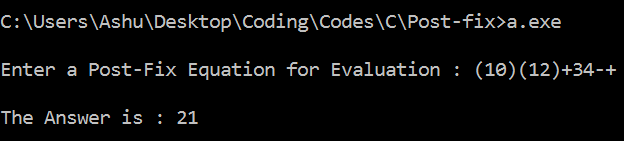 C:\Users\Ashu\Desktop\Coding\Codes\C\Post-fix>a.exe
Enter a Post-Fix Equation for Evaluation : (10)(12)+34-+
The Answer is : 21